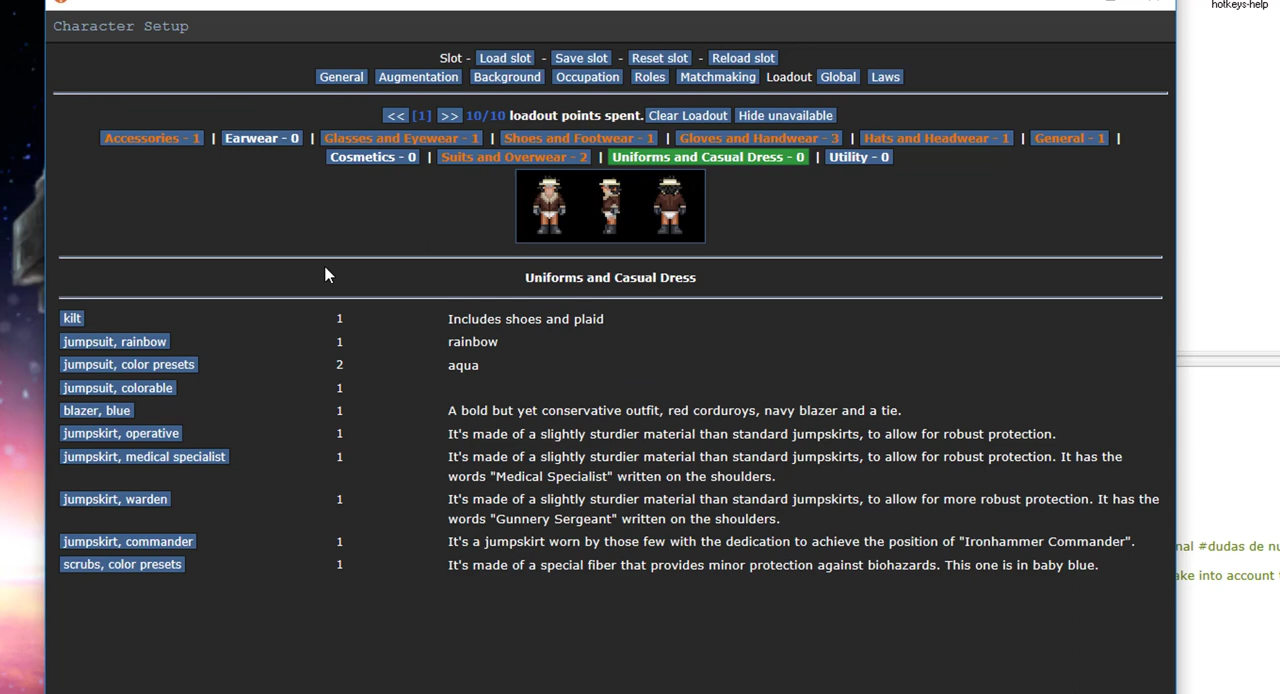 hotkeys-help
Character Setup
Slot - Load slot - Save slot - Reset slot - Reload slot
General Augmentation Background Occupation Roles Matchmaking Loadout Global Laws
<< [1] >> 10/10 loadout points spent. Clear Loadout Hide unavailable
Accessories - 1 | Earwear - 0 | Glasses and Eyewear - 1 | Shoes and Footwear - 1 | Gloves and Handwear - 3 | Hats and Headwear - 1 | General - 1 |
Cosmetics - 0 | Suits and Overwear - 2 | Uniforms and Casual Dress - 0 | Utility - 0
Uniforms and Casual Dress
kilt 1 Includes shoes and plaid
jumpsuit, rainbow 1 rainbow
jumpsuit, color presets 2 aqua
jumpsuit, colorable 1
blazer, blue 1 A bold but yet conservative outfit, red corduroys, navy blazer and a tie.
jumpskirt, operative 1 It's made of a slightly sturdier material than standard jumpskirts, to allow for robust protection.
jumpskirt, medical specialist 1 It's made of a slightly sturdier material than standard jumpskirts, to allow for robust protection. It has the
words "Medical Specialist" written on the shoulders.
jumpskirt, warden 1 It's made of a slightly sturdier material than standard jumpskirts, to allow for more robust protection. It has the
words "Gunnery Sergeant" written on the shoulders.
jumpskirt, commander 1 It's a jumpskirt worn by those few with the dedication to achieve the position of "Ironhammer Commander".
scrubs, color presets 1 It's made of a special fiber that provides minor protection against biohazards. This one is in baby blue.
#dudas de
into account